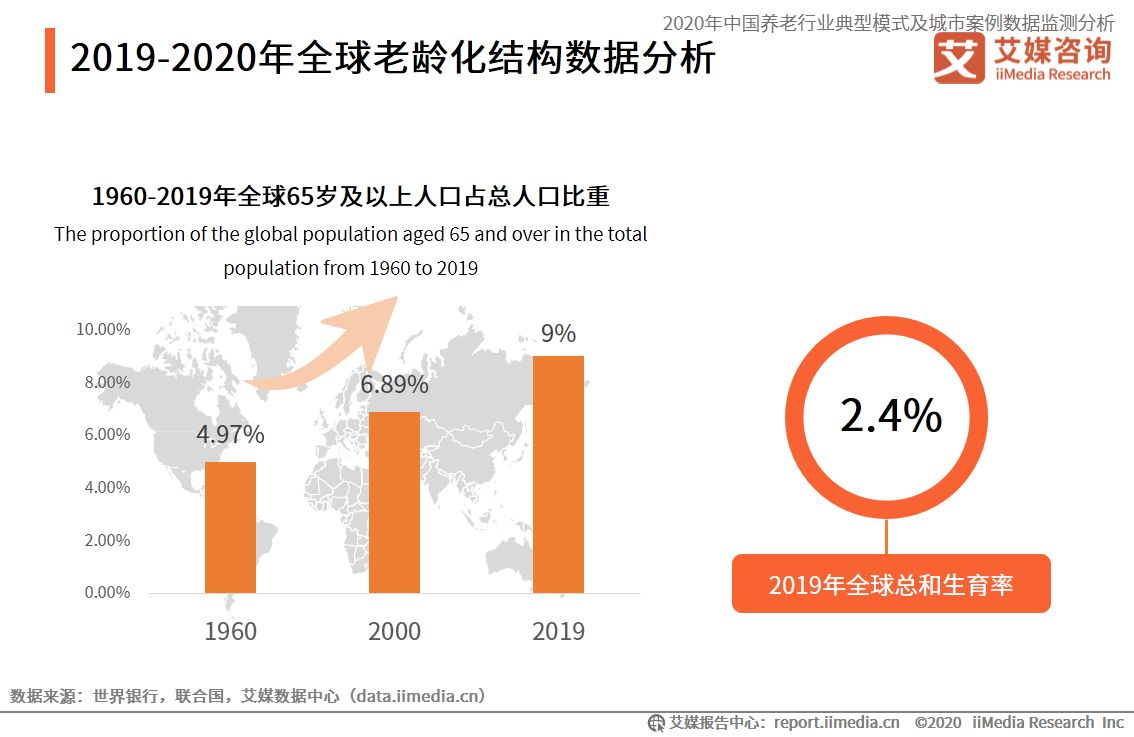 2020年中国养老行业典型模式及城市案例数据监测分析
2019-2020年全球老龄化结构数据分析
艾媒咨询
iiMedia Research
1960-2019年全球65岁及以上人口占总人口比重
The proportion of the global population aged 65 and over in the total
population from 1960 to 2019
10.00%
8.00%
6.00%
4.00%
2.00%
0.00%
4.97%
6.89%
9%
1960
2000
2019
2.4%
2019年全球总和生育率
数据来源：世界银行，联合国，艾媒数据中心（data.iimedia.cn）
艾媒报告中心：report.iimedia.cn ©2020 iiMedia Research Inc